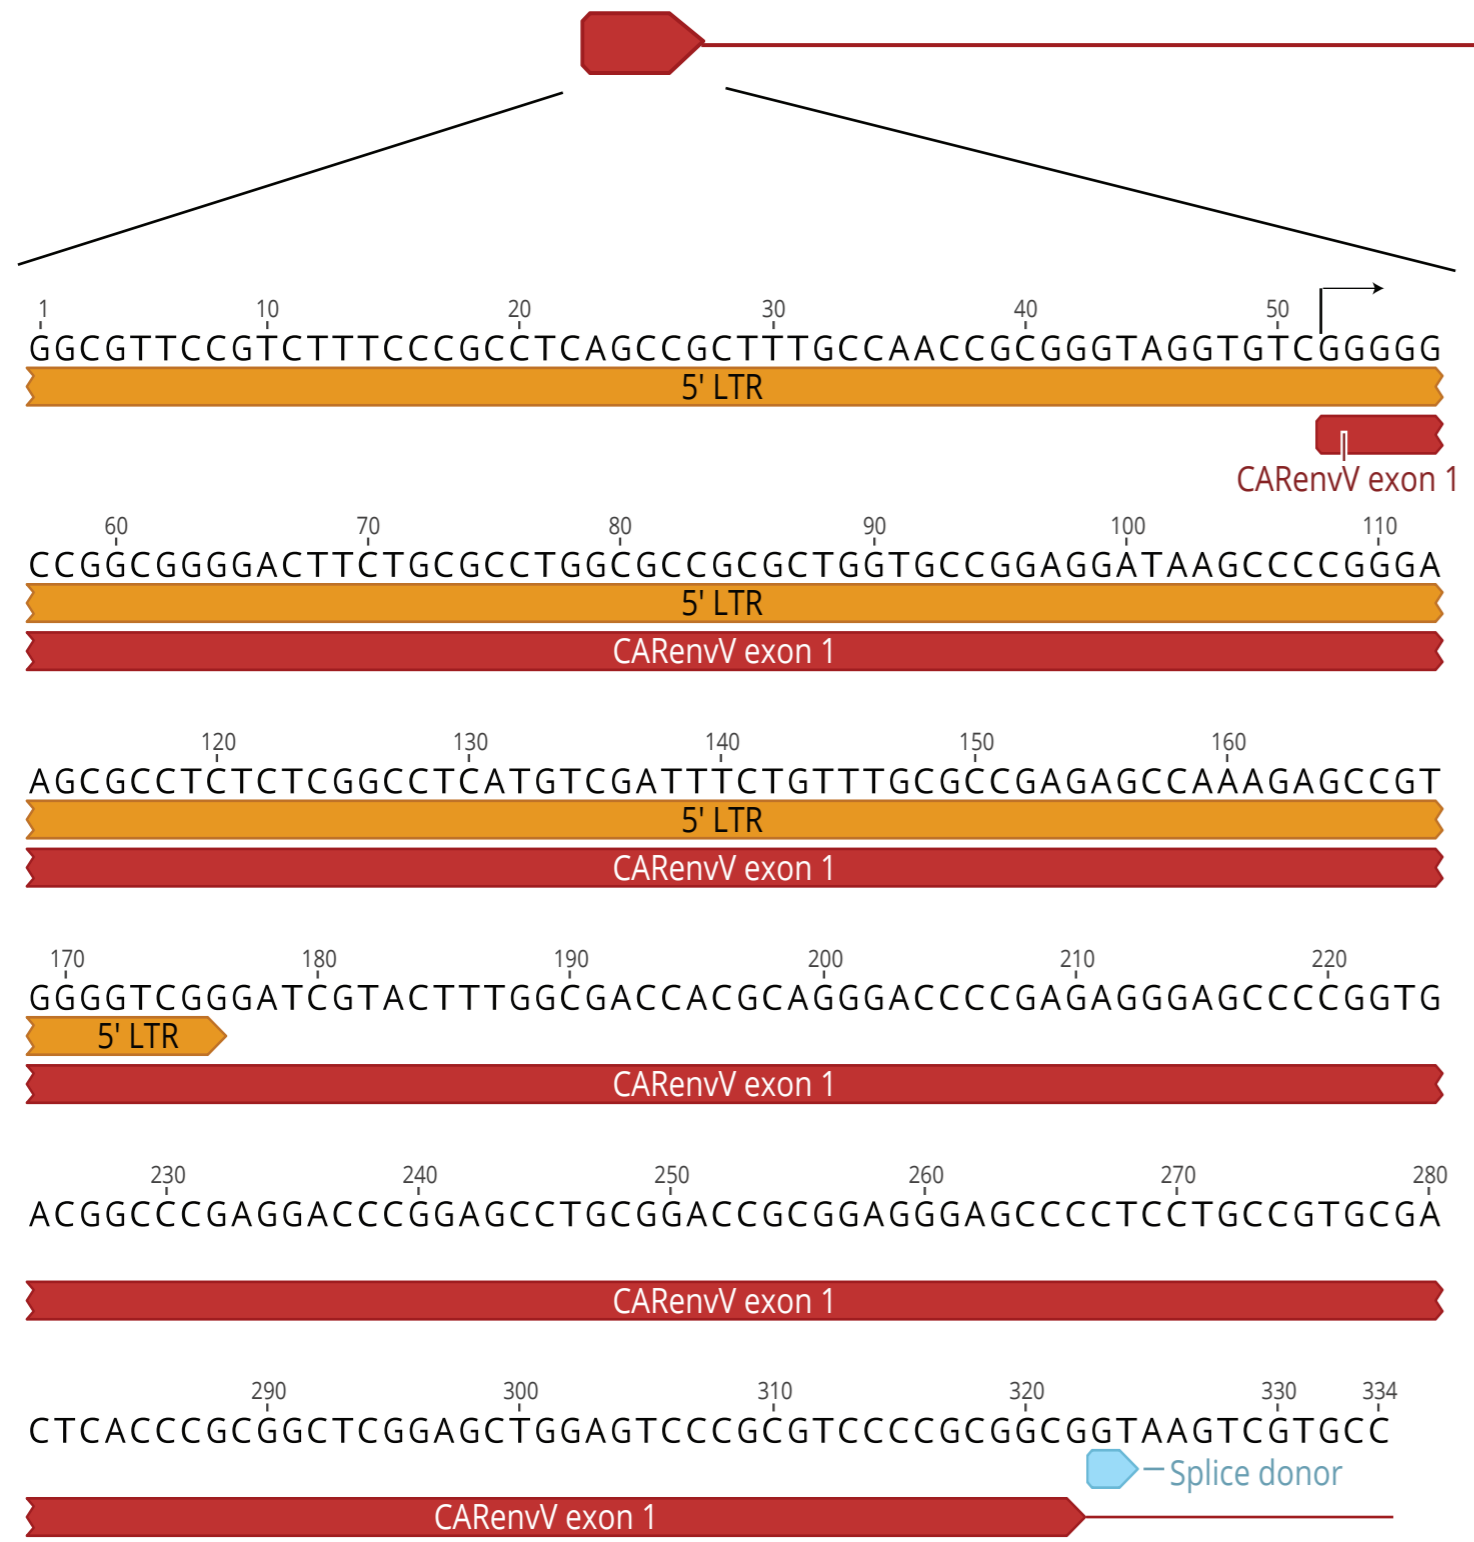 1 10 20 30 40 50
GGCGTTCCGTCTTTCCCGCCTCAGCCGCTTTGCCAACCGCGGGTAGGTGTCGGGGG
5' LTR
CARenvV exon 1
60 70 80 90 100 110
CCGGCGGGGACTTCTGCGCCTGGCGCCGCGCTGGTGCCGGAGGATAAGCCCCGGGA
5' LTR
CARenvV exon 1
120 130 140 150 160
AGCGCCTCTCTCGGCCTCATGTCGATTTCTGTTTGCGCCGAGAGCCAAAGAGCCGT
5' LTR
CARenvV exon 1
170 180 190 200 210 220
GGGGTCGGGATCGTACTTTGGCGACCACGCAGGGACCCCGAGAGGGAGCCCCGGTG
5' LTR
CARenvV exon 1
230 240 250 260 270 280
ACGGCCCGAGGACCCGGAGCCTGCGGACCGCGGAGGGAGCCCCTCCTGCCGTGCGA
CARenvV exon 1
290 300 310 320 330 334
CTCACCCGCGGCTCGGAGCTGGAGTCCCGCGTCCCCGCGGCGGTAAGTCGTGCC
Splice donor
CARenvV exon 1